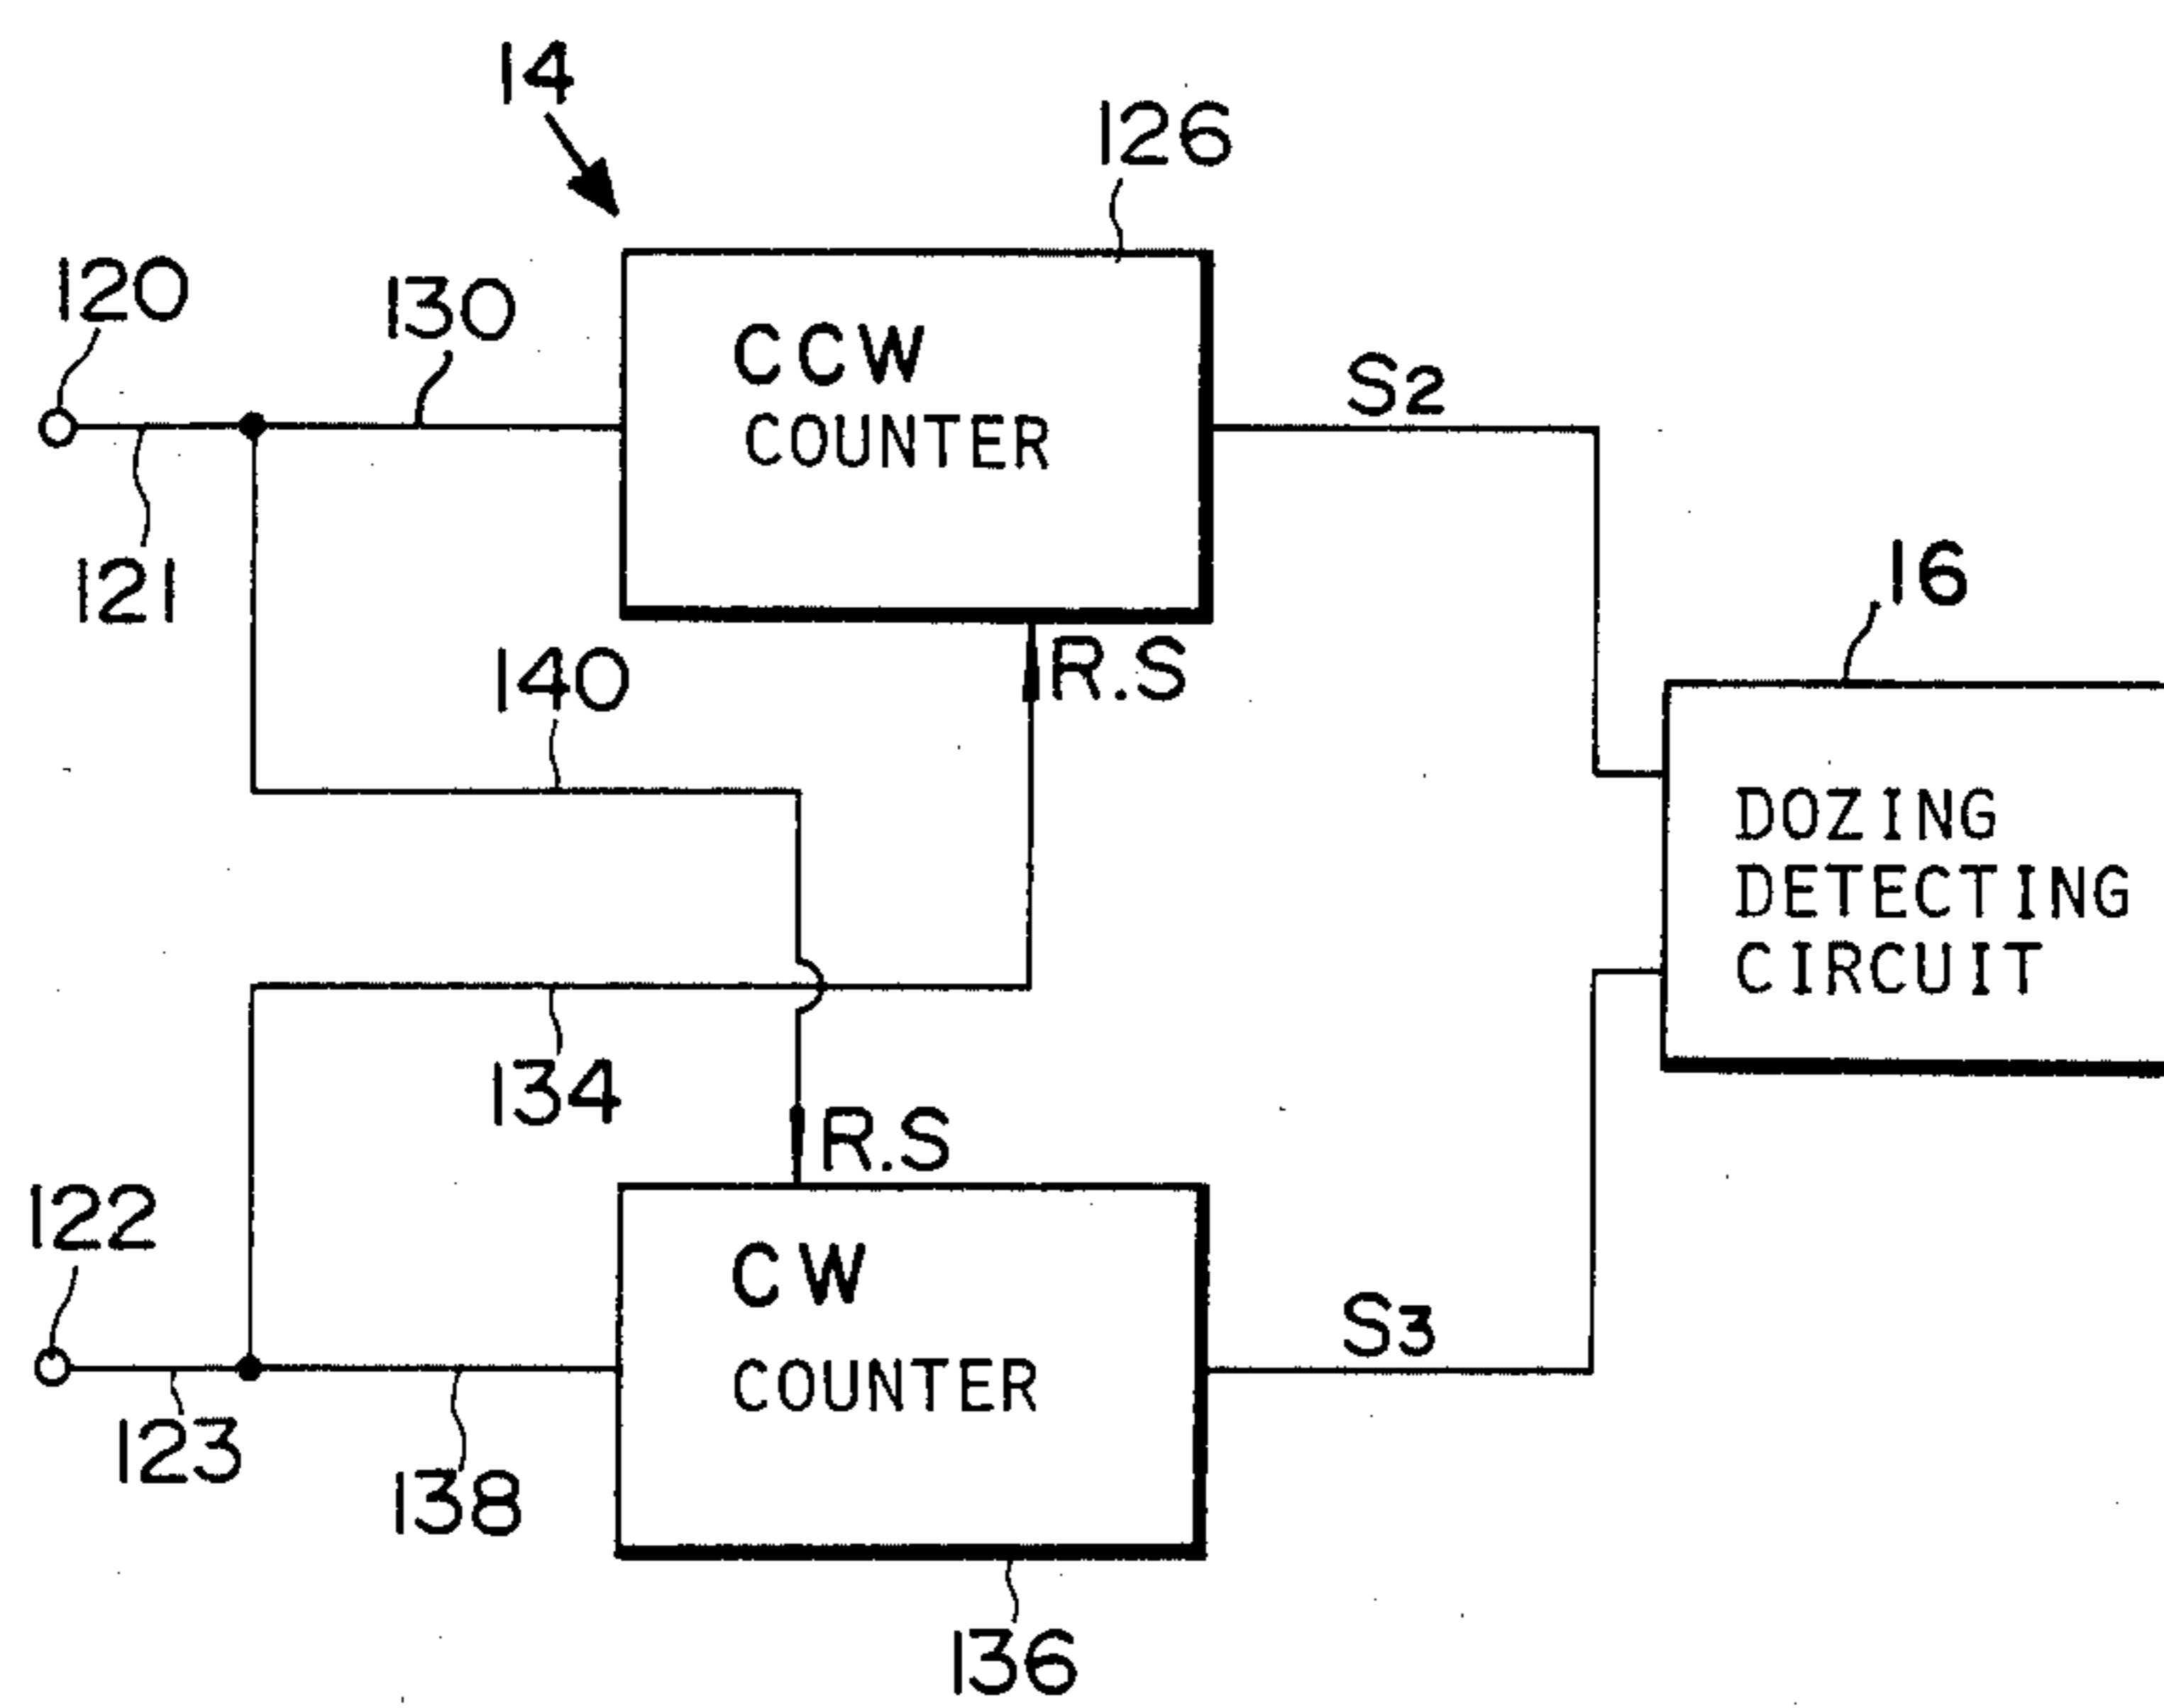 14
126
120
130
CCW
COUNTER
S2
121
16
R.S
140
DOZING
DETECTING
CIRCUIT
134
R.S
122
CW
COUNTER
S3
123
138
136